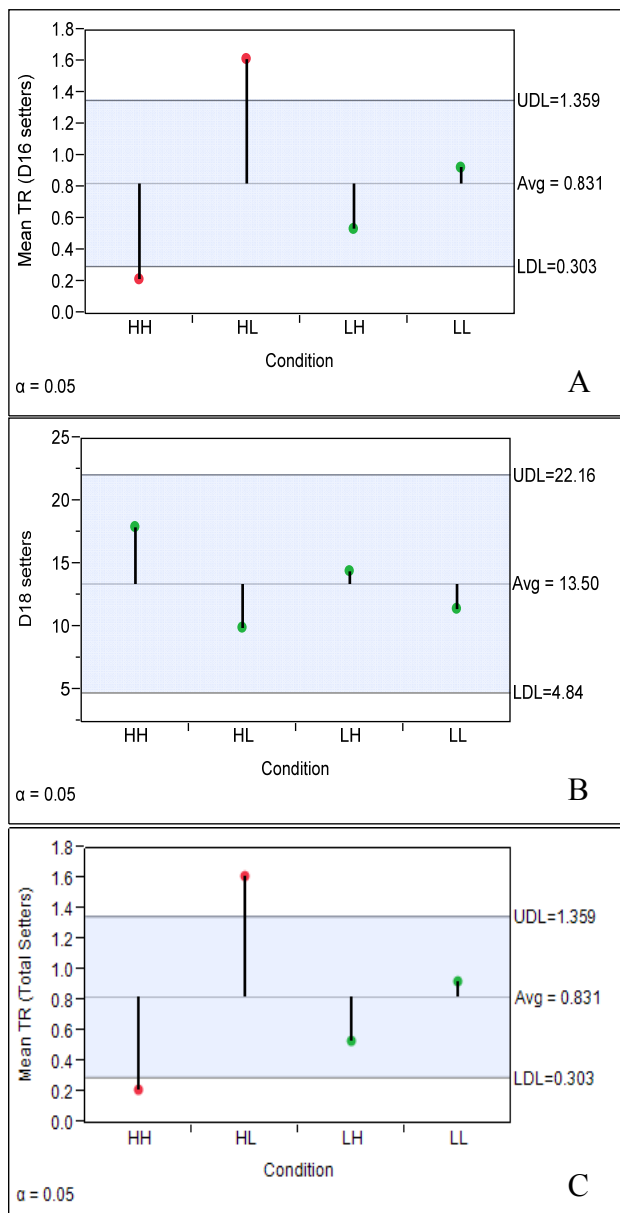 1.8
1.6
1.4
1.2
1.0
0.8
0.6
0.4
0.2
0.0
Mean TR (D16 setters)
UDL=1.359
Avg = 0.831
LDL=0.303
HH HL LH LL
Condition
α = 0.05
A
25
20
15
10
5
D18 setters
UDL=22.16
Avg = 13.50
LDL=4.84
HH HL LH LL
Condition
α = 0.05
B
1.8
1.6
1.4
1.2
1.0
0.8
0.6
0.4
0.2
0.0
Mean TR (Total Setters)
UDL=1.359
Avg = 0.831
LDL=0.303
HH HL LH LL
Condition
α = 0.05
C